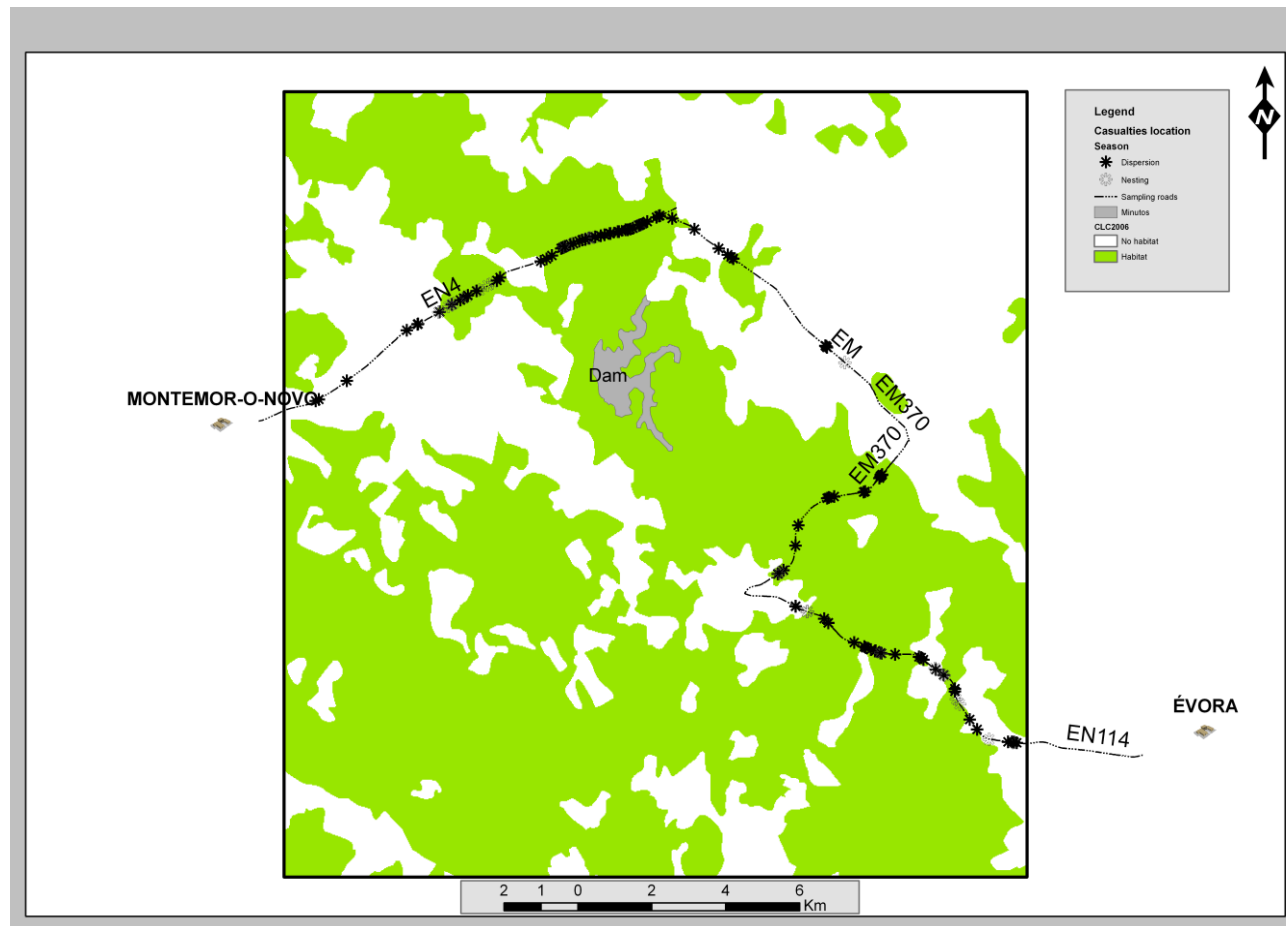 N
Legend
Casualties location
Season
Dispersion
Nesting
Sampling roads
Minutos
CLC2006
No habitat
Habitat
EN4
EM
Dam
EM370
MONTEMOR-O-NOVO
EM370
ÉVORA
EN114
2 1 0 2 4 6
Km